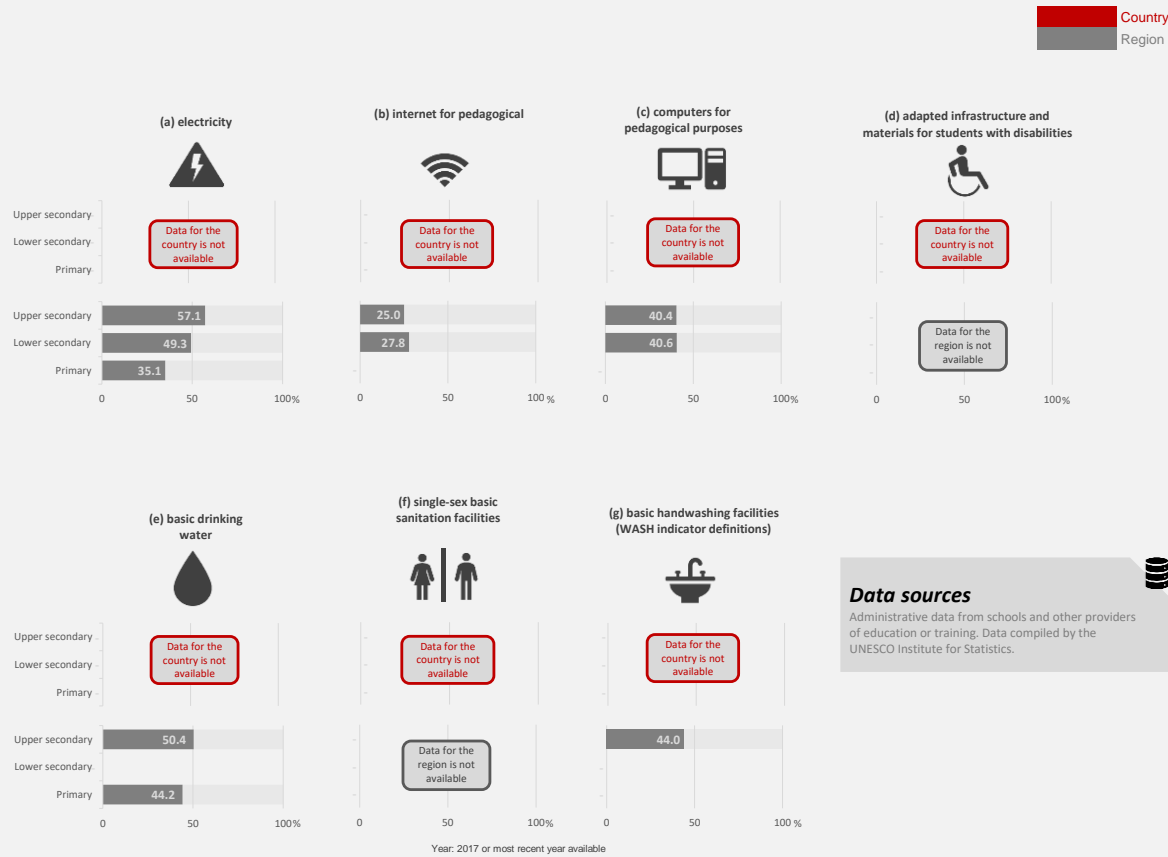 Country
Region
(a) electricity
(b) internet for pedagogical
(c) computers for
pedagogical purposes
(d) adapted infrastructure and
materials for students with disabilities
Upper secondary
Lower secondary
Primary
Data for the
country is not
available
Data for the
country is not
available
Data for the
country is not
available
Data for the
country is not
available
Upper secondary
Lower secondary
Primary
57.1
49.3
35.1
0 50 100%
25.0
27.8
0 50 100 %
40.4
40.6
0 50 100%
Data for the
region is not
available
0 50 100%
(e) basic drinking
water
(f) single-sex basic
sanitation facilities
(g) basic handwashing facilities
(WASH indicator definitions)
Upper secondary
Lower secondary
Primary
Data for the
country is not
available
Data for the
country is not
available
Data for the
country is not
available
Upper secondary
Lower secondary
Primary
50.4
44.2
0 50 100%
Data for the
region is not
available
0 50 100%
44.0
0 50 100 %
Data sources
Administrative data from schools and other providers
of education or training. Data compiled by the
UNESCO Institute for Statistics.
Year: 2017 or most recent year available